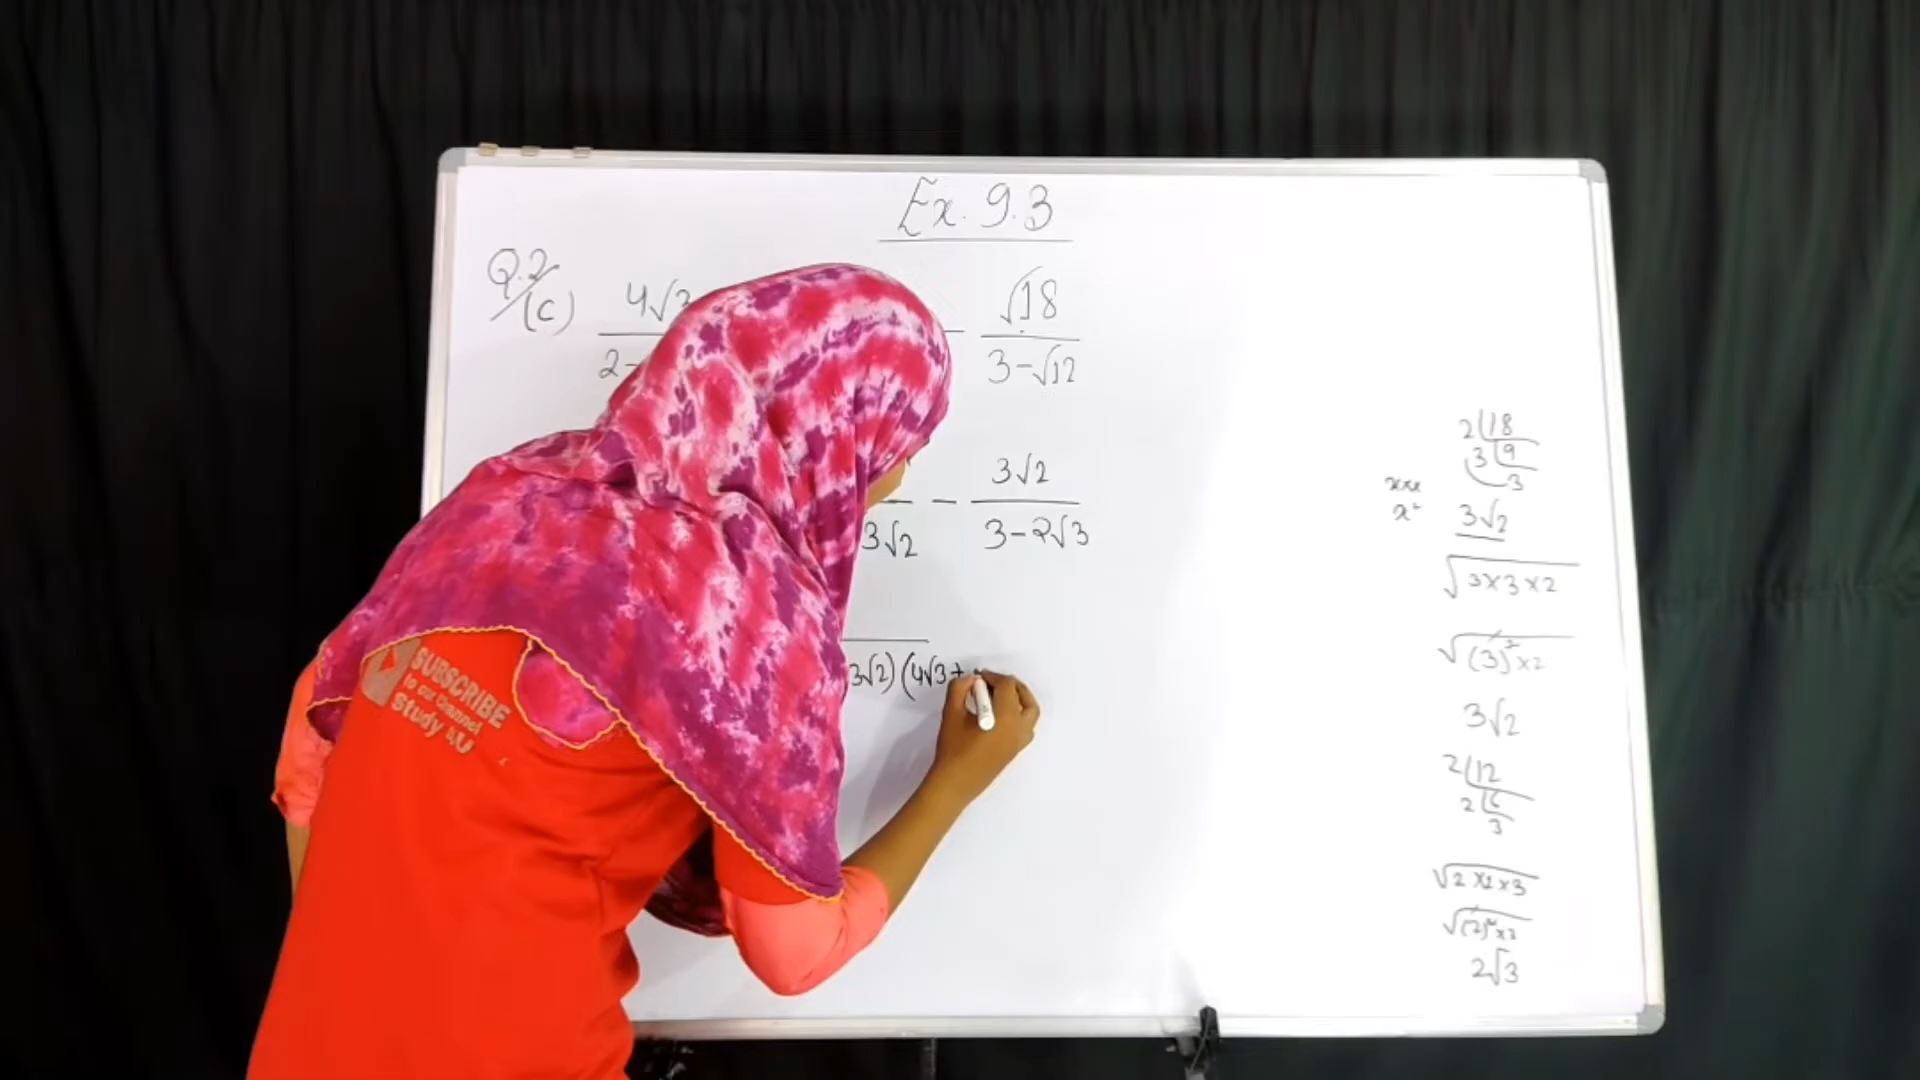 Ex. 9.3
Q.2/(C) 4√3 √18
2- - 3-√12
3√2
3√2 - 3-2√3
3√2) (4√3+
2 18
3 9
3
x×x
x² 3√2
√3×3×2
√(3)²×2
3√2
2 12
2 6
3
√2×2×3
√(2)²×3
2√3
SUBSCRIBE
to our Channel
Study 4U